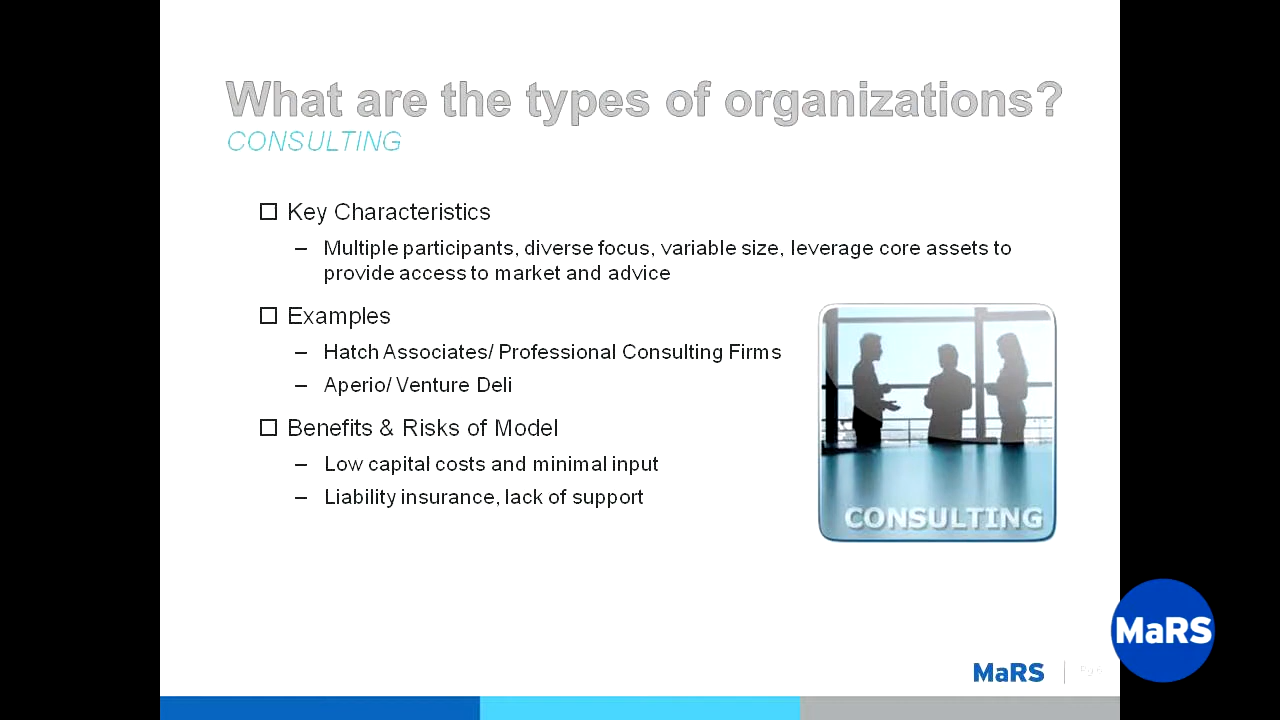 What are the types of organizations?
CONSULTING
Key Characteristics
– Multiple participants, diverse focus, variable size, leverage core assets to
provide access to market and advice
Examples
– Hatch Associates/ Professional Consulting Firms
– Aperio/ Venture Deli
Benefits & Risks of Model
– Low capital costs and minimal input
– Liability insurance, lack of support
CONSULTING
MaRS
MaRS